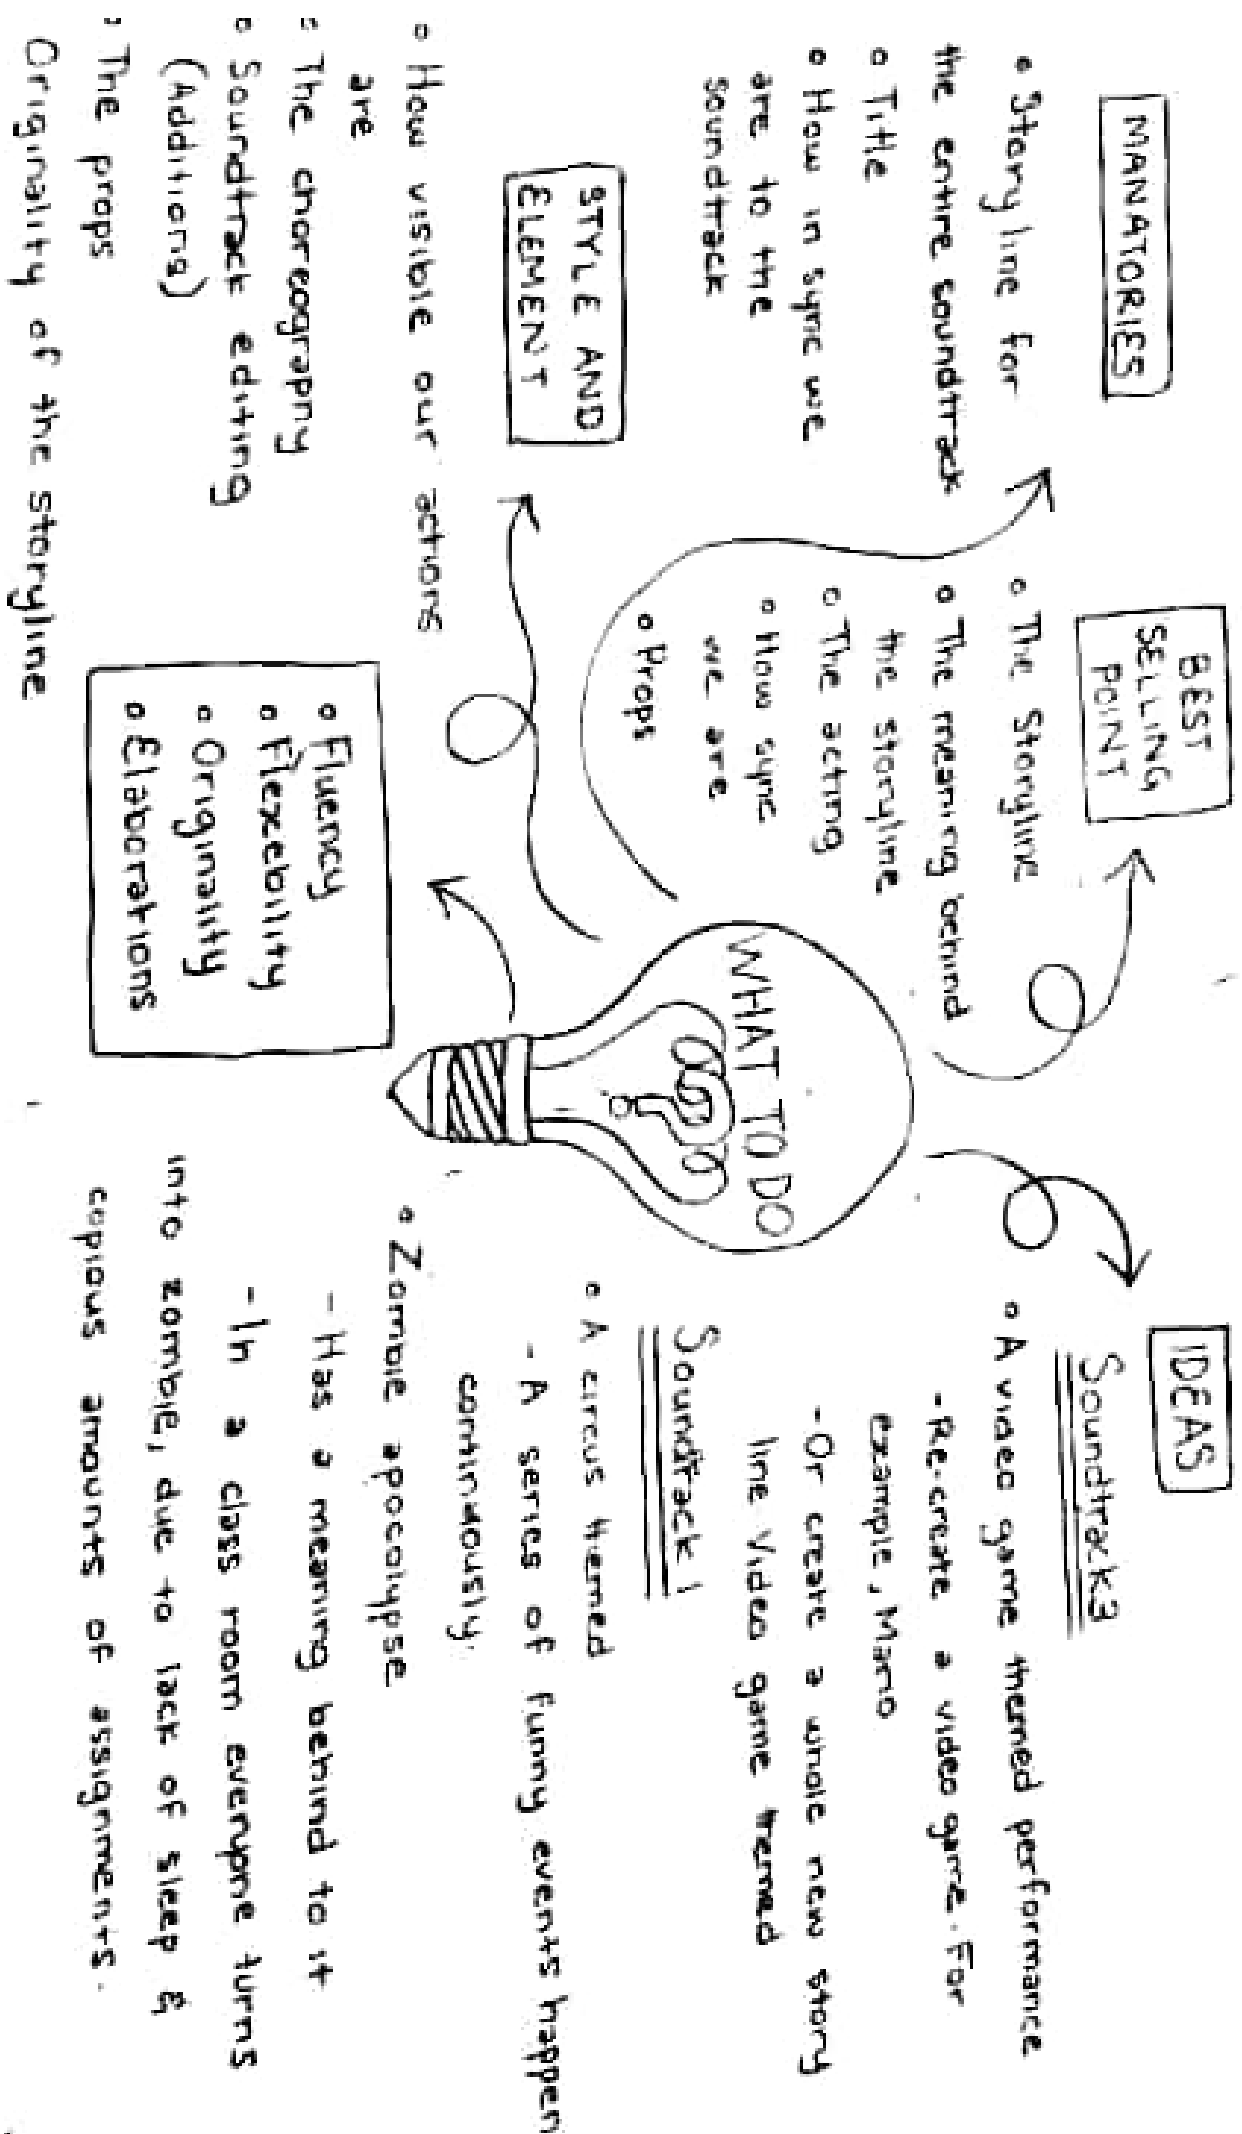 MANATORIES
• Storyline for
the entire soundtrack
• Title
• How in sync we
are to the
soundtrack
BEST
SELLING
POINT
• The Storyline
• The meaning behind
the storyline
• The acting
• How sync
we are
• Props
IDEAS
Soundtrack 3
• A video game themed performance
- Re-create a video game. For
example, Mario
- Or create a whole new story
line video game themed
Soundtrack 1
• A circus themed
- A series of funny events happen
continuously
• Zombie apocalypse
- Has a meaning behind to it
- In a class room everyone turns
into zombie, due to lack of sleep &
copious amounts of assignments.
WHAT TO DO
?
STYLE AND
ELEMENT
• How visible our actions
are
• The choreography
• Soundtrack editing
(Additions)
• The props
Originality of the storyline
• Fluency
• Flexebility
• Originality
• Elaborations